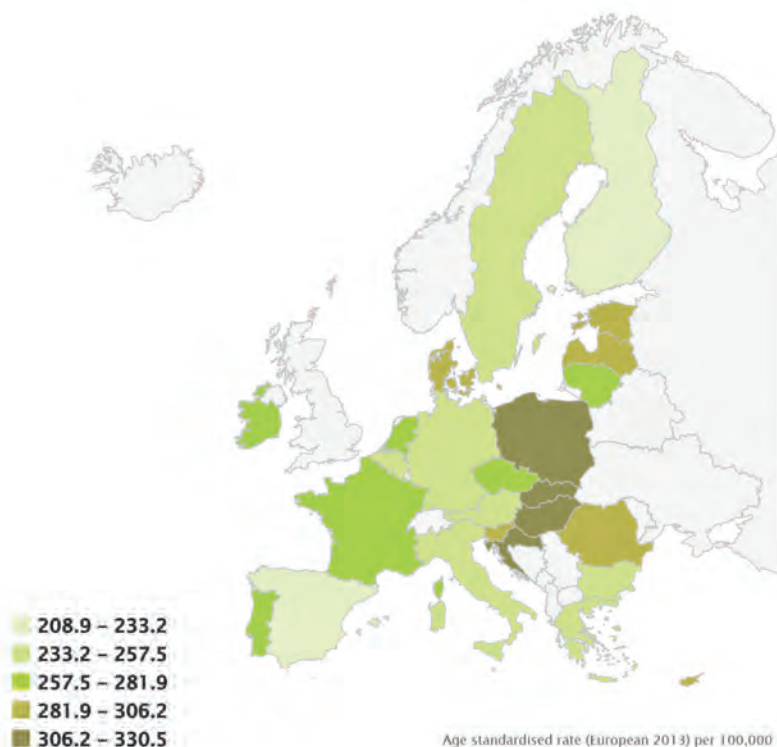 208.9 – 233.2
233.2 – 257.5
257.5 – 281.9
281.9 – 306.2
306.2 – 330.5
Age standardised rate (European 2013) per 100,000